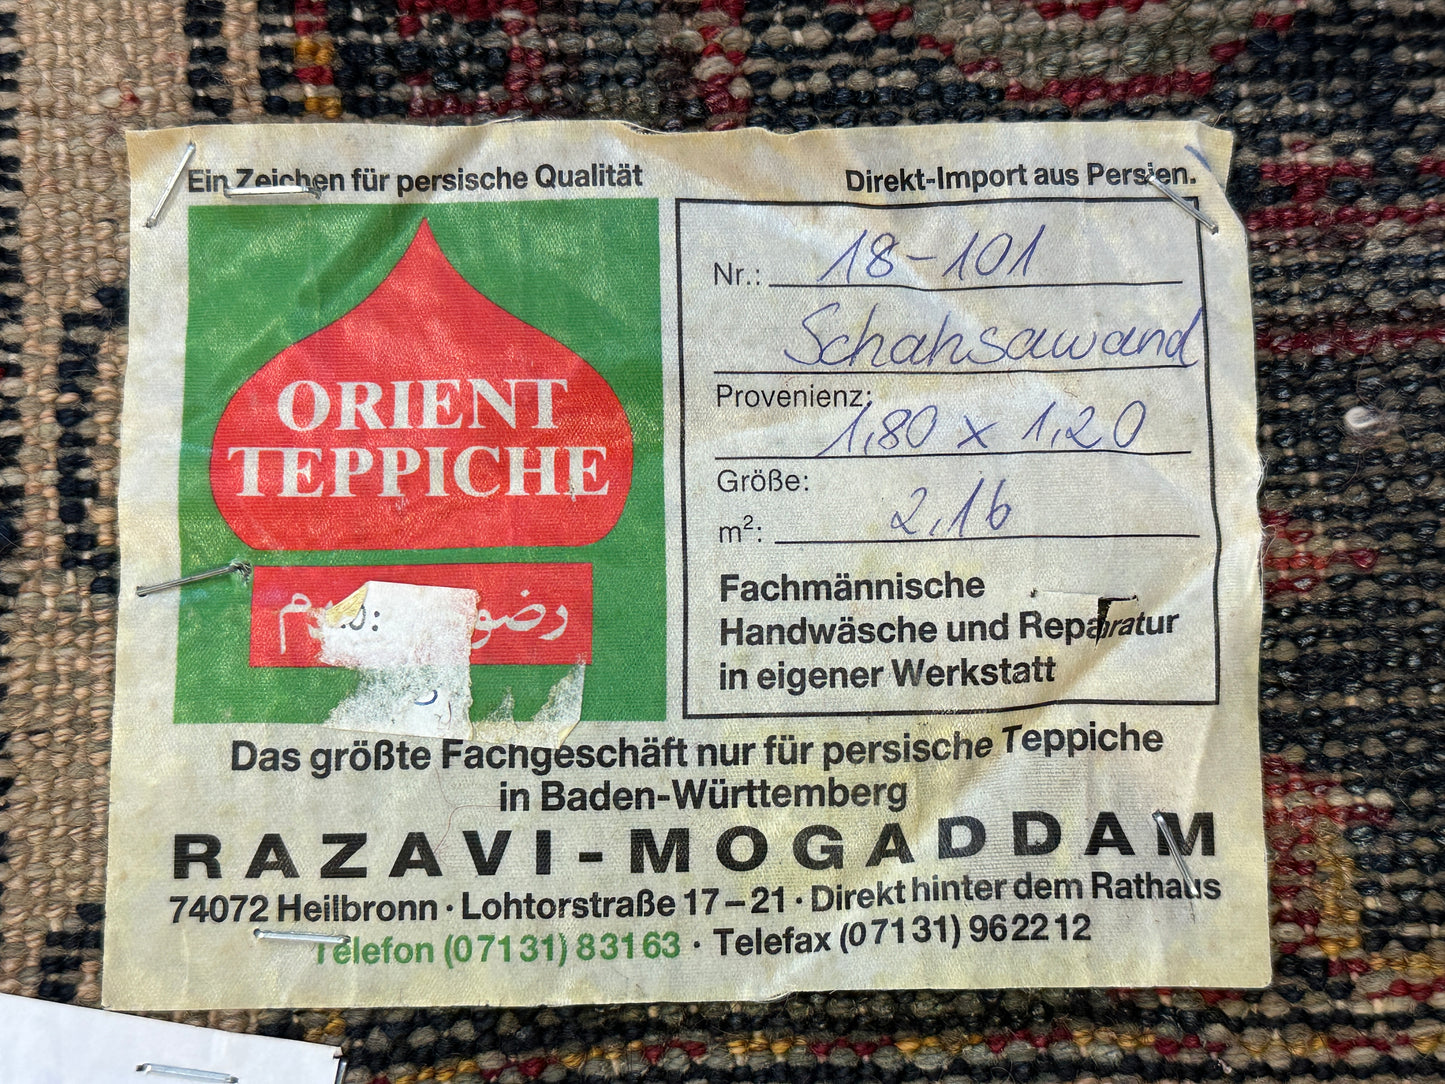 Ein Zeichen für persische Qualität
Direkt-Import aus Persien.
ORIENT
TEPPICHE
Nr.: 18-101
Schahsawand
Provenienz:
1,80 x 1,20
Größe:
m²: 2,16
Fachmännische
Handwäsche und Reparatur
in eigener Werkstatt
Das größte Fachgeschäft nur für persische Teppiche
in Baden-Württemberg
RAZAVI-MOGADDAM
74072 Heilbronn · Lohtorstraße 17–21 · Direkt hinter dem Rathaus
Telefon (07131) 83163 · Telefax (07131) 962212